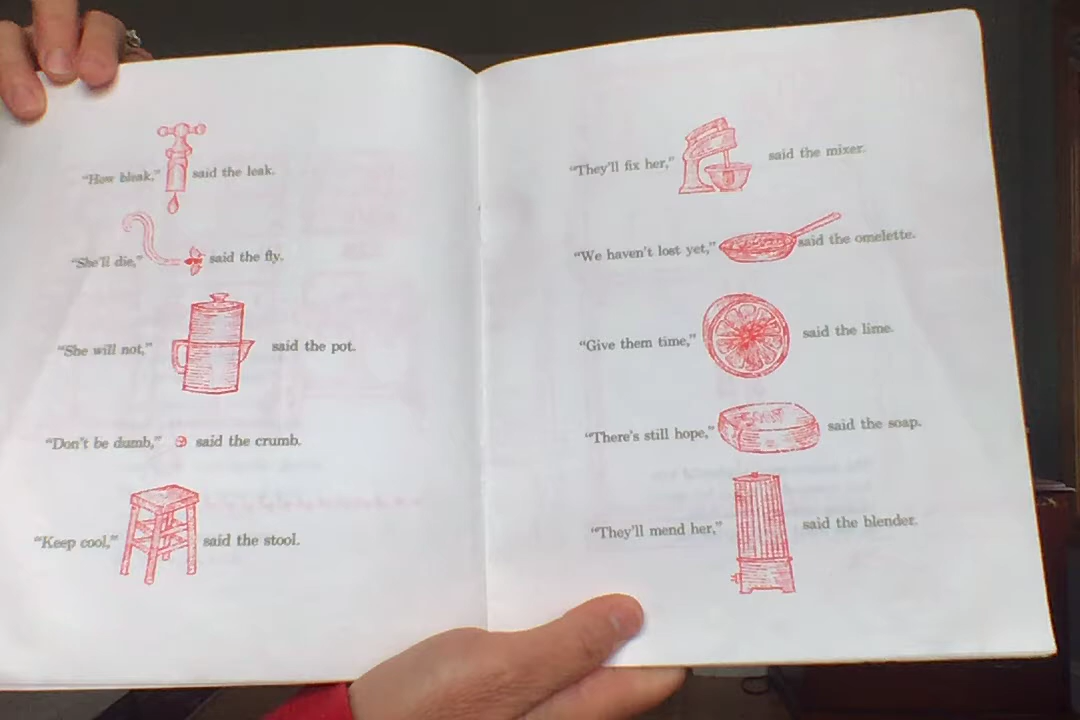 "How bleak," said the leak.
"She'll die," said the fly.
"She will not," said the pot.
"Don't be dumb," said the crumb.
"Keep cool," said the stool.
"They'll fix her," said the mixer.
"We haven't lost yet," said the omelette.
"Give them time," said the lime.
"There's still hope," SOAP said the soap.
"They'll mend her," said the blender.